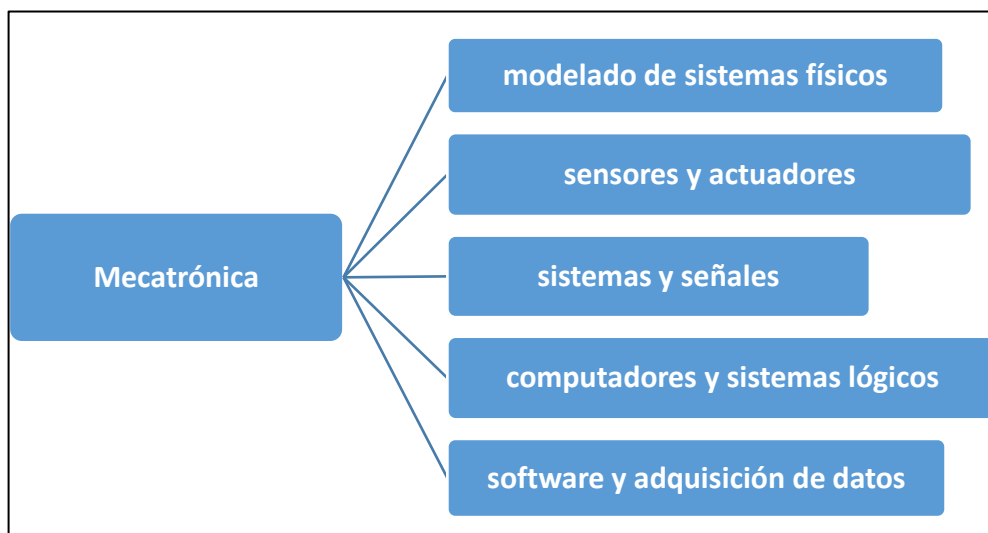 modelado de sistemas físicos
sensores y actuadores
Mecatrónica
sistemas y señales
computadores y sistemas lógicos
software y adquisición de datos